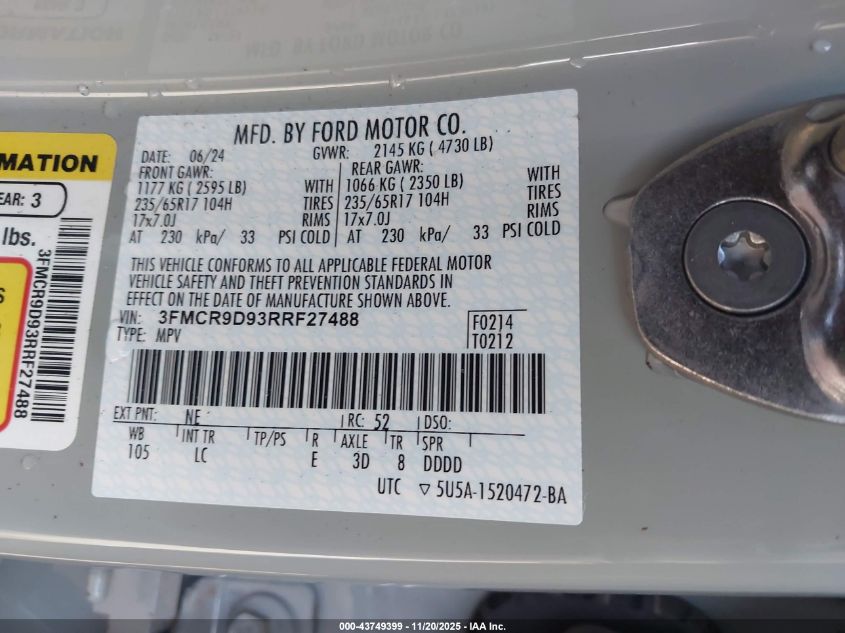 MFD. BY FORD MOTOR CO.
DATE: 06/24 GVWR: 2145 KG ( 4730 LB)
FRONT GAWR: REAR GAWR:
1177 KG ( 2595 LB) WITH 1066 KG ( 2350 LB) WITH
235/65R17 104H TIRES 235/65R17 104H TIRES
17x7.0J RIMS 17x7.0J RIMS
AT 230 kPa/ 33 PSI COLD AT 230 kPa/ 33 PSI COLD
THIS VEHICLE CONFORMS TO ALL APPLICABLE FEDERAL MOTOR
VEHICLE SAFETY AND THEFT PREVENTION STANDARDS IN
EFFECT ON THE DATE OF MANUFACTURE SHOWN ABOVE.
VIN: 3FMCR9D93RRF27488 F0214
TYPE: MPV T0212
EXT PNT: NE RC: 52 DSO:
WB INT TR TP/PS R AXLE TR SPR
105 LC E 3D 8 DDDD
UTC ▽ 5U5A-1520472-BA
MATION
EAR: 3
lbs.
3FMCR9D93RRF27488
000-43749399 - 11/20/2025 - IAA Inc.